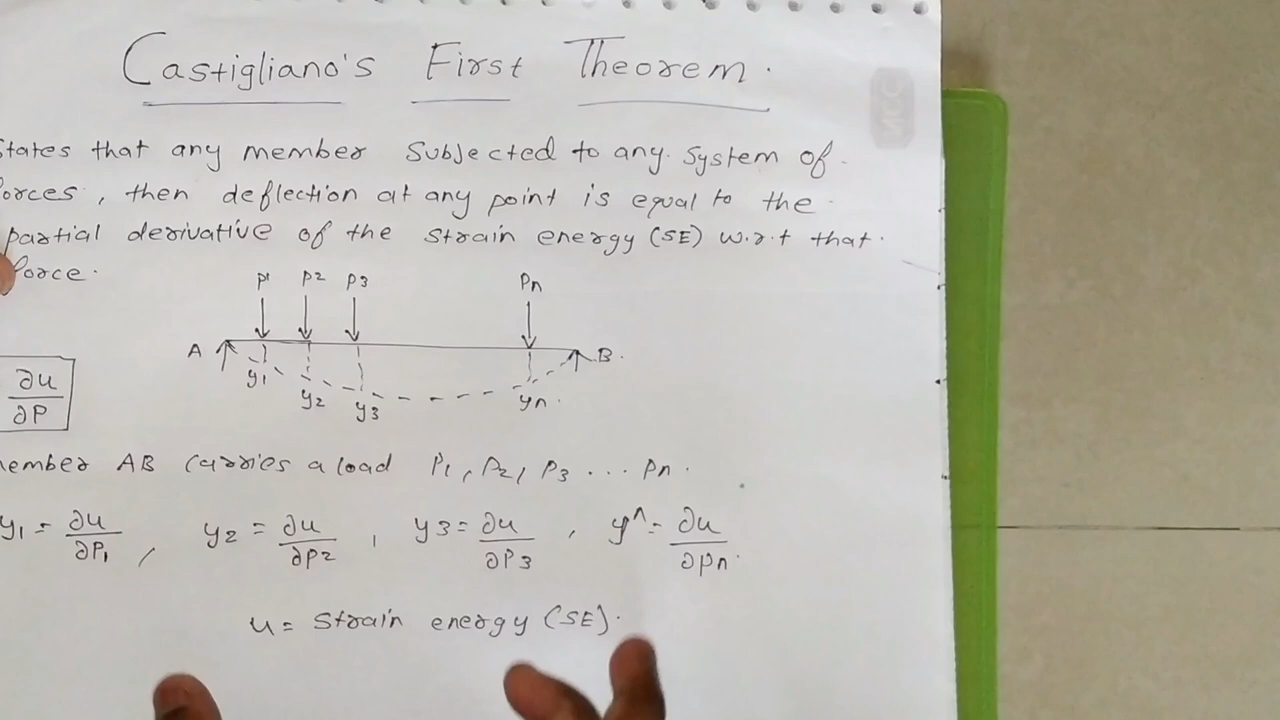 Castigliano's First Theorem.
States that any member Subjected to any system of
forces, then deflection at any point is equal to the
partial derivative of the strain energy (SE) w.r.t that.
force.
P1 P2 P3 Pn
A B.
y1 y2 y3 yn.
∂u/∂P
member AB carries a load P1, P2, P3 ... Pn.
y1 = ∂u/∂P1, y2 = ∂u/∂P2, y3 = ∂u/∂P3, y^n = ∂u/∂Pn.
u = Strain energy (SE).